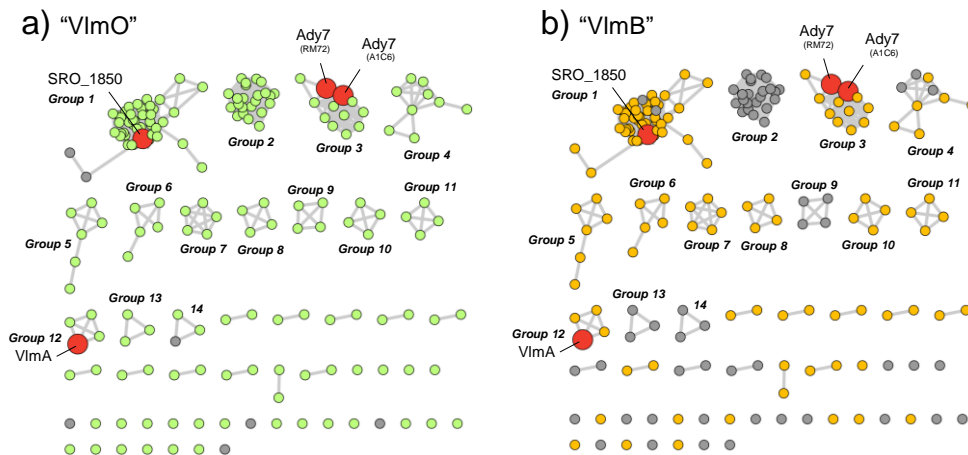 a) “VlmO”
Ady7
(RM72)
Ady7
(A1C6)
SRO_1850
Group 1
Group 2
Group 3
Group 4
Group 6
Group 9
Group 11
Group 5
Group 7
Group 8
Group 10
Group 13
14
Group 12
VlmA
b) “VlmB”
Ady7
(RM72)
Ady7
(A1C6)
SRO_1850
Group 1
Group 2
Group 3
Group 4
Group 6
Group 9
Group 11
Group 5
Group 7
Group 8
Group 10
Group 13
14
Group 12
VlmA